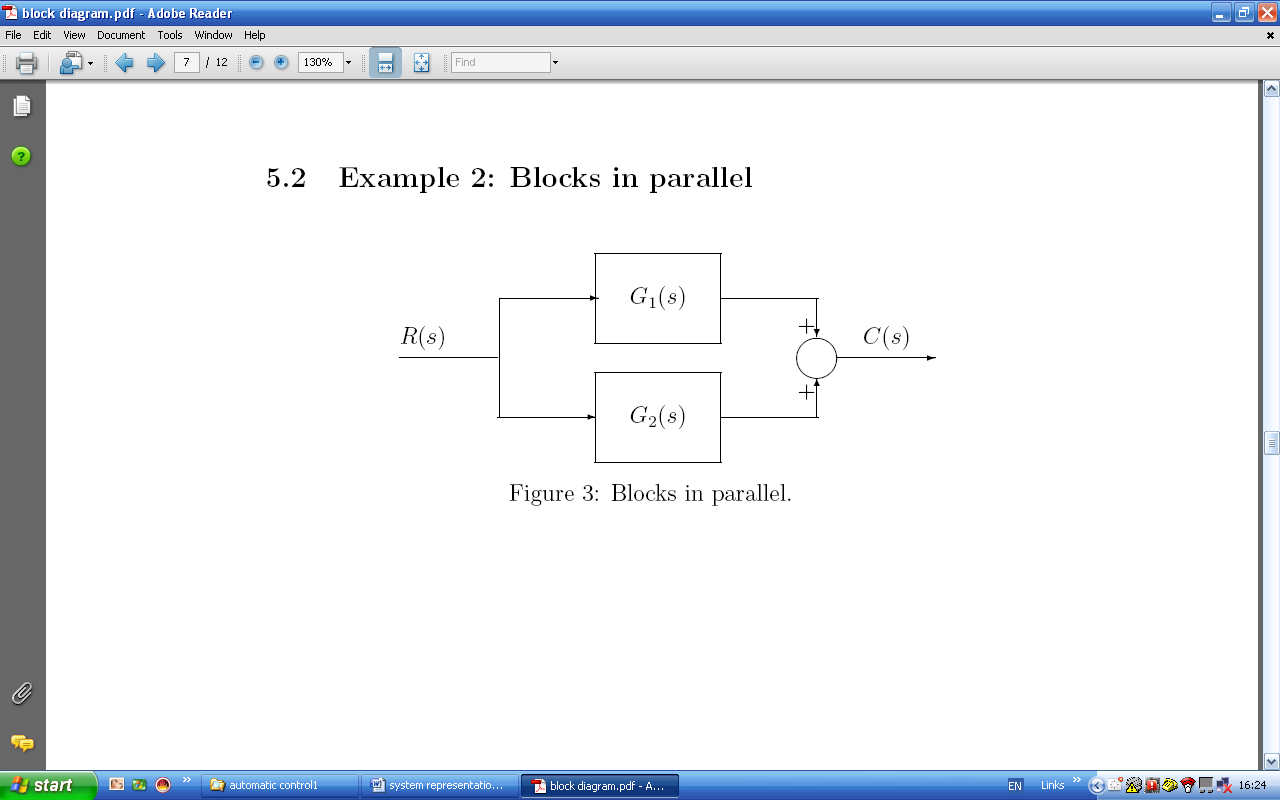 block diagram.pdf - Adobe Reader
File Edit View Document Tools Window Help
7 / 12 130% Find
5.2 Example 2: Blocks in parallel
G₁(s)
R(s) + C(s)
+
G₂(s)
Figure 3: Blocks in parallel.
start automatic control1 system representatio... block diagram.pdf - A... EN Links 16:24